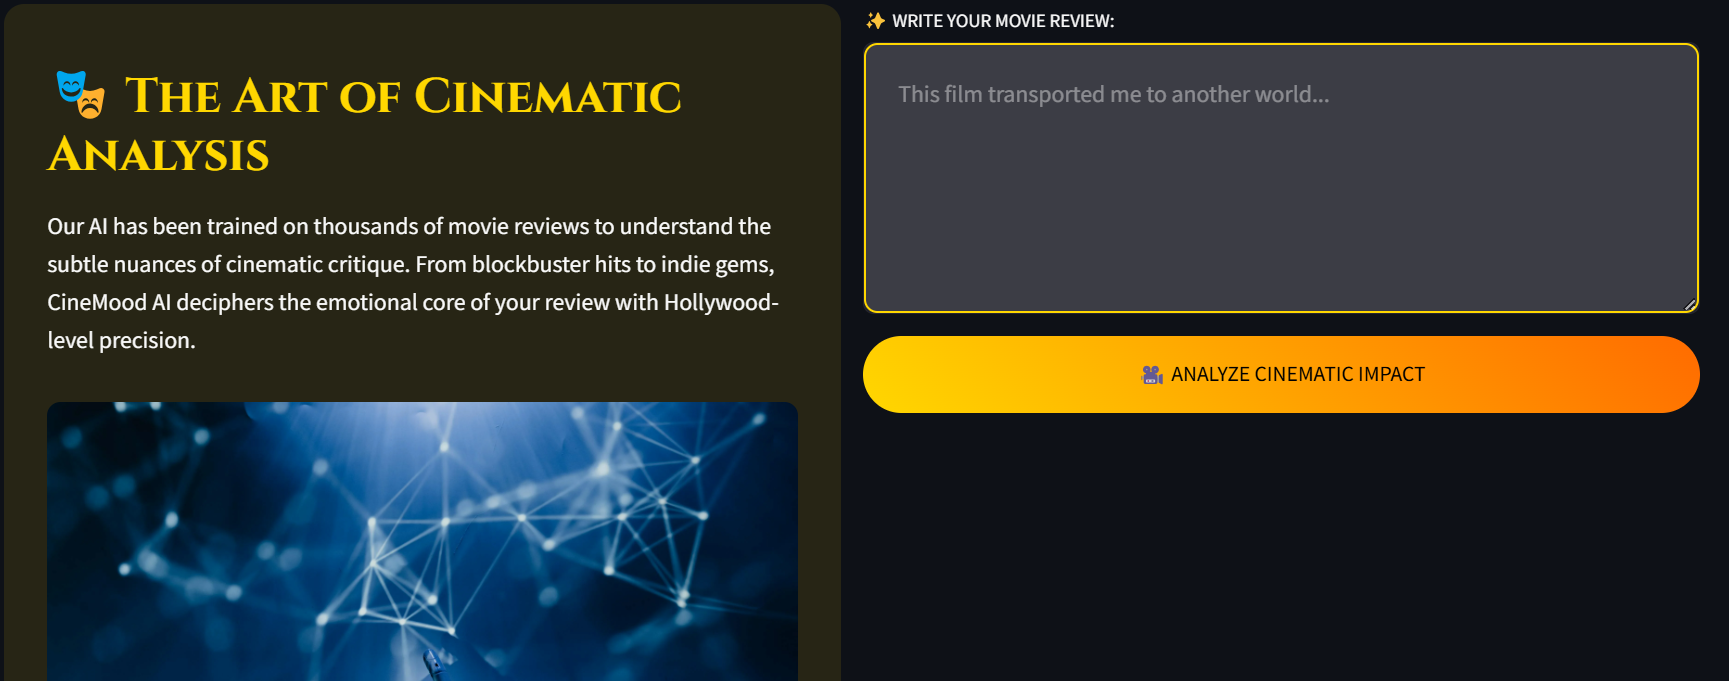 🎭 The Art of Cinematic
Analysis
Our AI has been trained on thousands of movie reviews to understand the
subtle nuances of cinematic critique. From blockbuster hits to indie gems,
CineMood AI deciphers the emotional core of your review with Hollywood-
level precision.
✨ WRITE YOUR MOVIE REVIEW:
This film transported me to another world...
🎥 ANALYZE CINEMATIC IMPACT